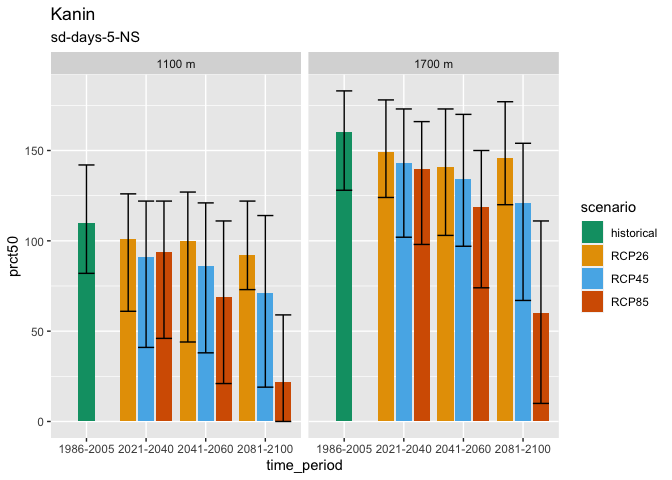 Kanin
sd-days-5-NS
1100 m
1700 m
prct50
150
100
50
0
1986-2005 2021-2040 2041-2060 2081-2100
1986-2005 2021-2040 2041-2060 2081-2100
time_period
scenario
historical
RCP26
RCP45
RCP85